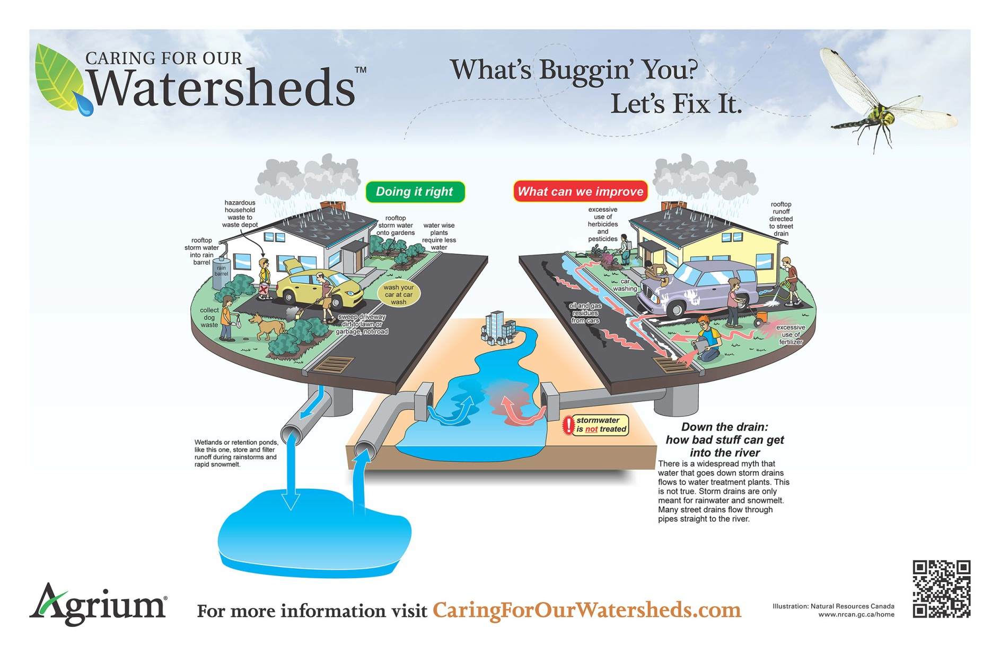 CARING FOR OUR
Watersheds™
What's Buggin' You?
Let's Fix It.
Doing it right
What can we improve
hazardous
household
waste to
waste depot
rooftop
storm water
into rain
barrel
rain
barrel
rooftop
storm water
onto gardens
water wise
plants
require less
water
wash your
car at car
wash
collect
dog
waste
sweep driveway
dirt to lawn or
garbage, not road
excessive
use of
herbicides
and
pesticides
rooftop
runoff
directed
to street
drain
car
washing
oil and gas
residues
from cars
excessive
use of
fertilizer
! stormwater
is not treated
Wetlands or retention ponds,
like this one, store and filter
runoff during rainstorms and
rapid snowmelt.
Down the drain:
how bad stuff can get
into the river
There is a widespread myth that
water that goes down storm drains
flows to water treatment plants. This
is not true. Storm drains are only
meant for rainwater and snowmelt.
Many street drains flow through
pipes straight to the river.
Agrium®
For more information visit CaringForOurWatersheds.com
Illustration: Natural Resources Canada
www.nrcan.gc.ca/home